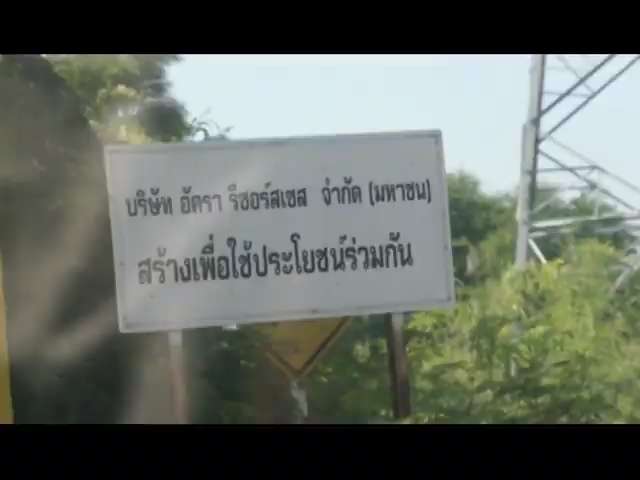 บริษัท อัครา รีซอร์สเซส จำกัด (มหาชน)
สร้างเพื่อใช้ประโยชน์ร่วมกัน